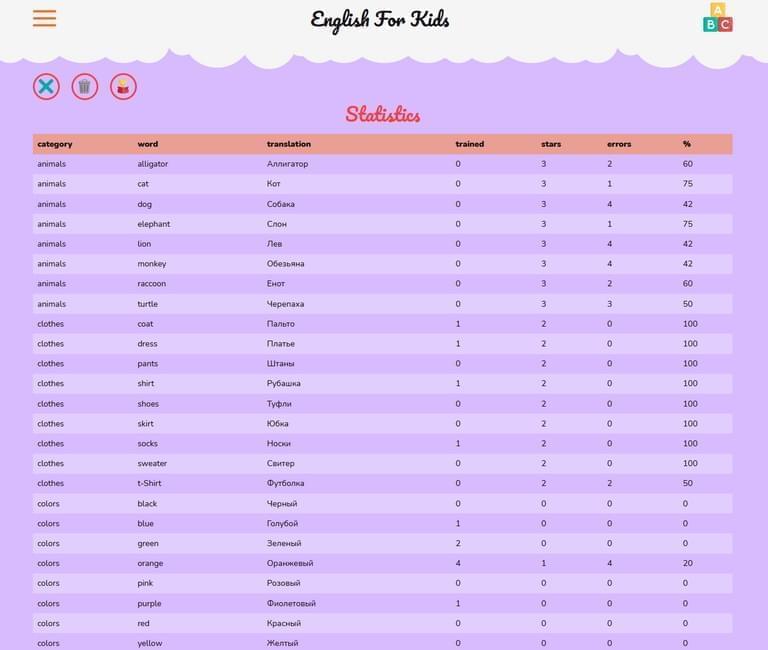 English For Kids
A
B C
Statistics
category word translation trained stars errors %
animals alligator Аллигатор 0 3 2 60
animals cat Кот 0 3 1 75
animals dog Собака 0 3 4 42
animals elephant Слон 0 3 1 75
animals lion Лев 0 3 4 42
animals monkey Обезьяна 0 3 4 42
animals raccoon Енот 0 3 2 60
animals turtle Черепаха 0 3 3 50
clothes coat Пальто 1 2 0 100
clothes dress Платье 1 2 0 100
clothes pants Штаны 0 2 0 100
clothes shirt Рубашка 1 2 0 100
clothes shoes Туфли 0 2 0 100
clothes skirt Юбка 0 2 0 100
clothes socks Носки 1 2 0 100
clothes sweater Свитер 0 2 0 100
clothes t-Shirt Футболка 0 2 2 50
colors black Черный 0 0 0 0
colors blue Голубой 1 0 0 0
colors green Зеленый 2 0 0 0
colors orange Оранжевый 4 1 4 20
colors pink Розовый 0 0 0 0
colors purple Фиолетовый 1 0 0 0
colors red Красный 0 0 0 0
colors yellow Желтый 0 0 0 0